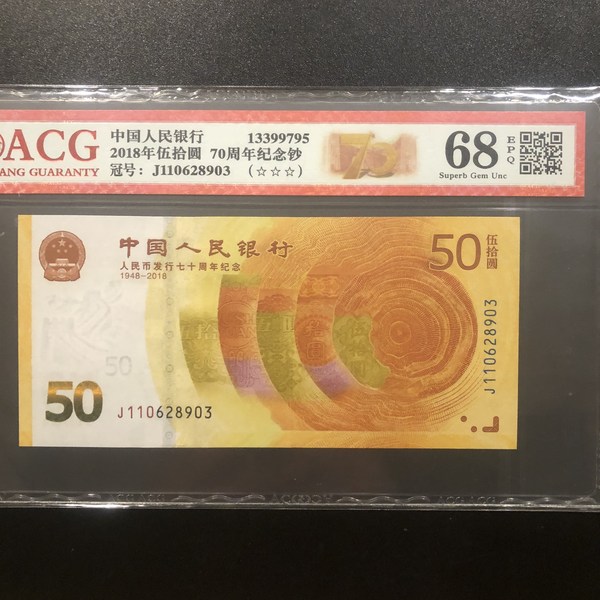 ACG
ANG GUARANTY
中国人民银行 13399795
2018年伍拾圆 70周年纪念钞
冠号: J110628903 (☆☆☆)
70
68
EPQ
Superb Gem Unc
中国人民银行
人民币发行七十周年纪念
1948-2018
50
伍拾圆
50
50
J110628903
J110628903